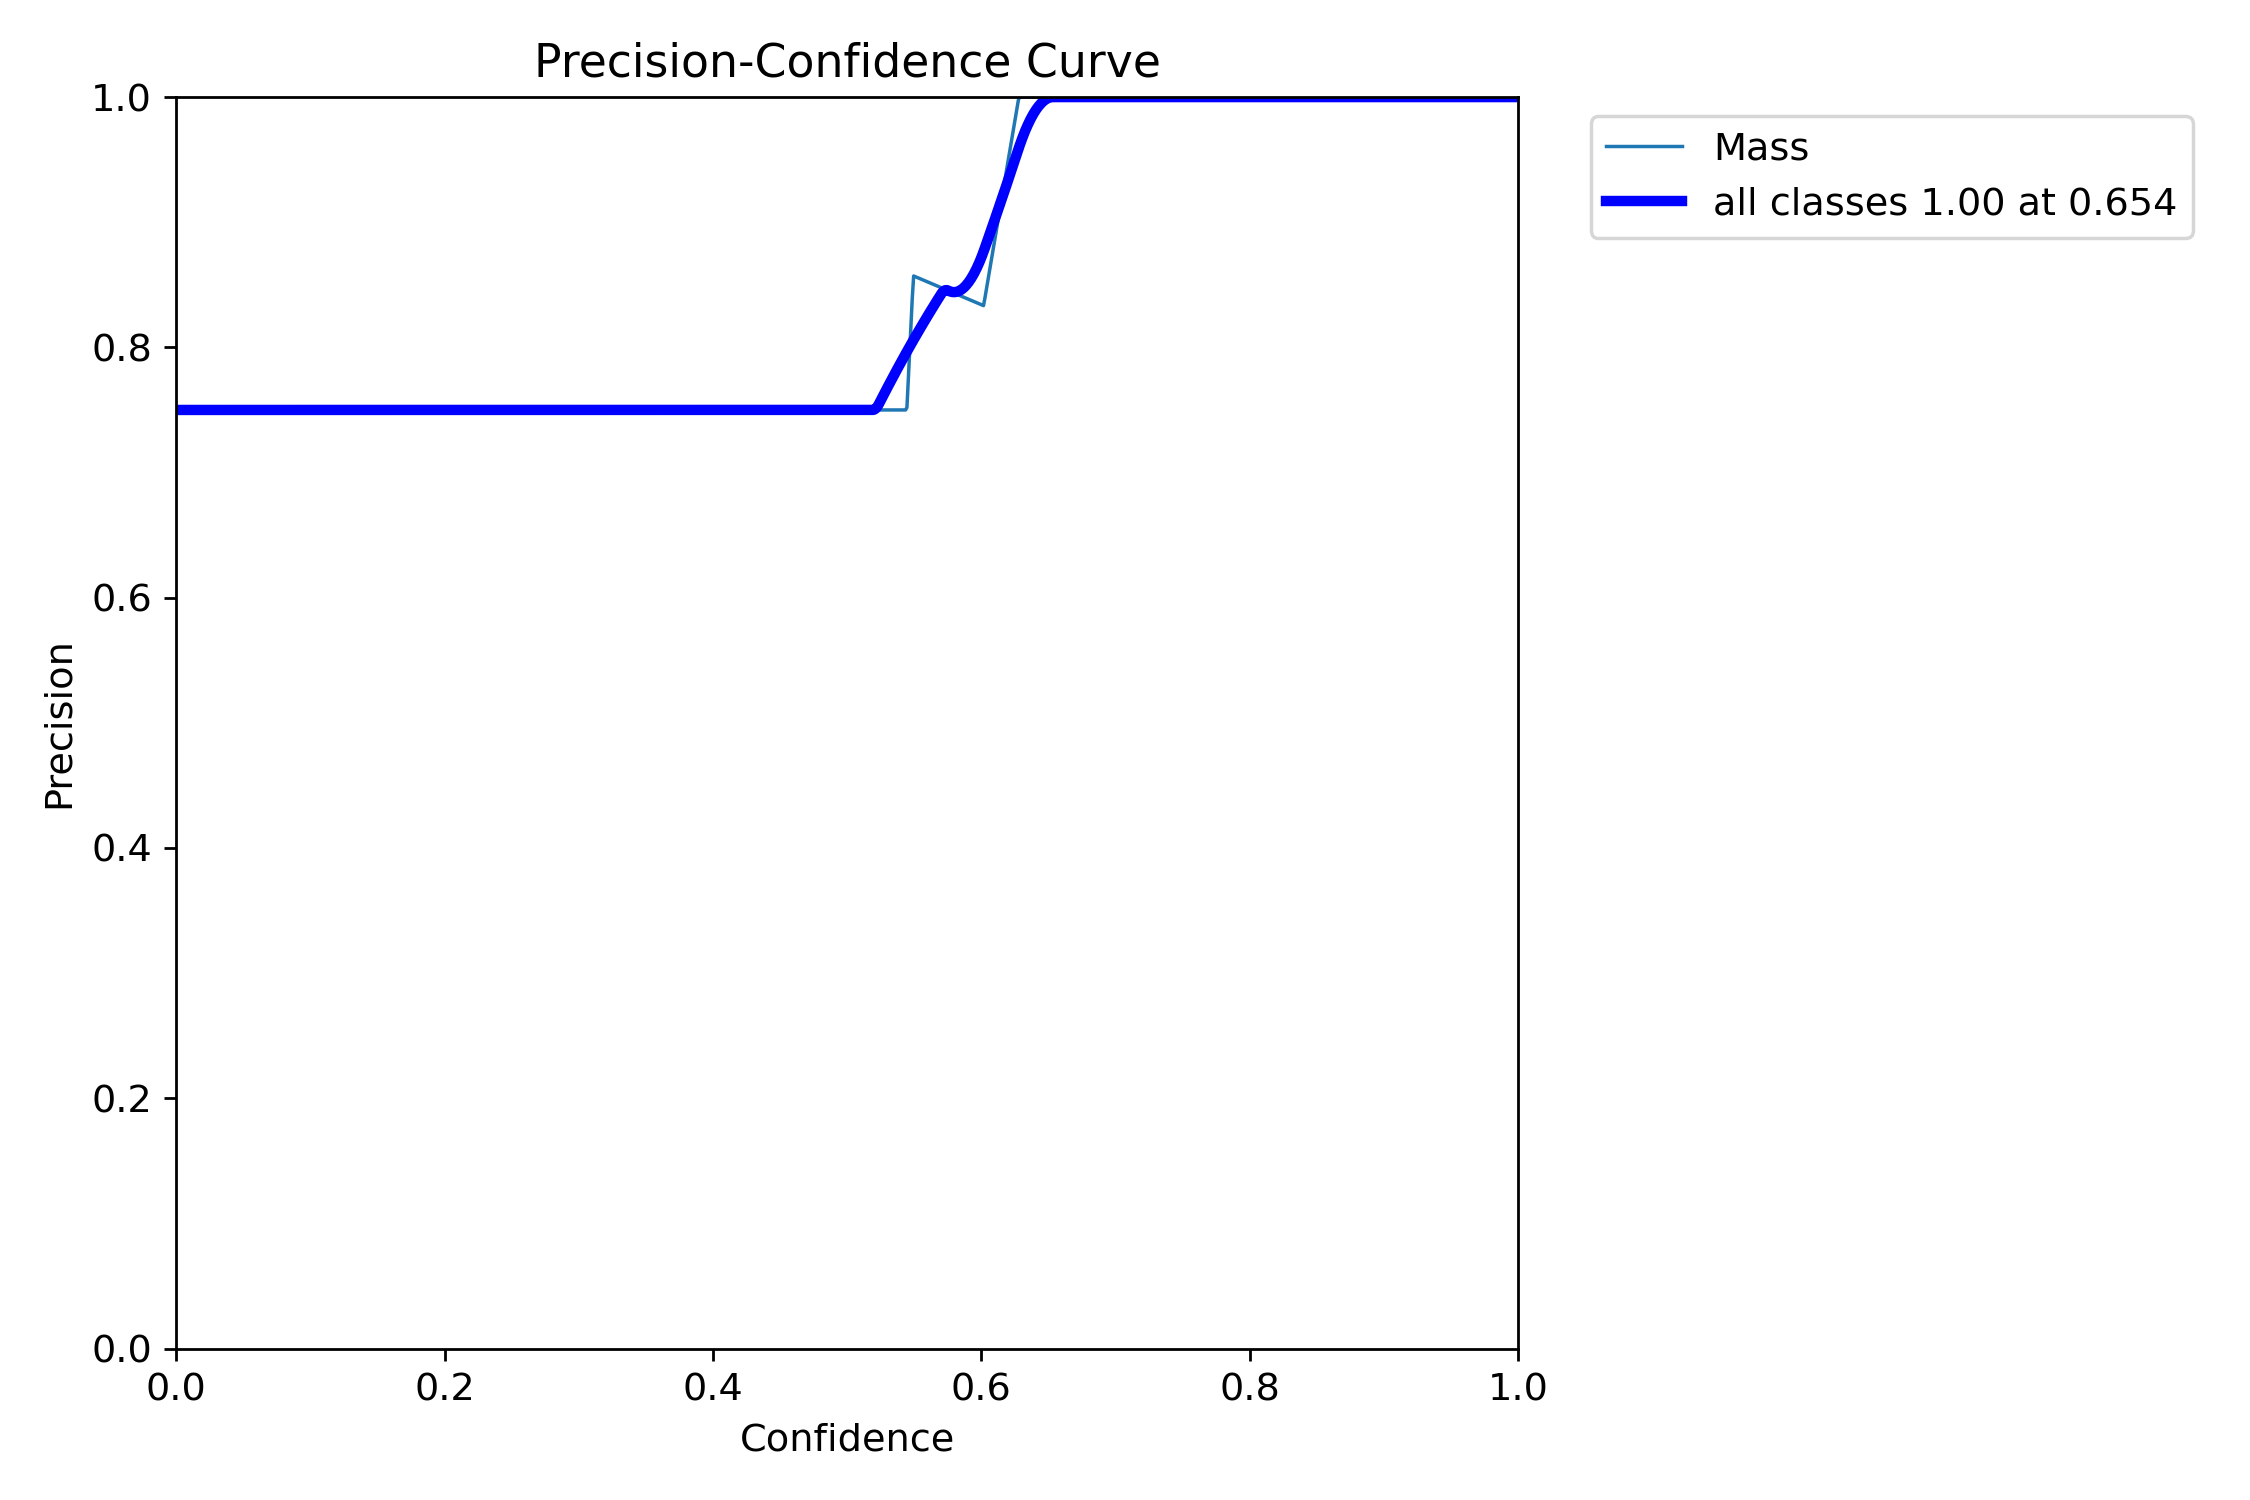 Precision-Confidence Curve
Mass
all classes 1.00 at 0.654
Precision
1.0
0.8
0.6
0.4
0.2
0.0
0.0 0.2 0.4 0.6 0.8 1.0
Confidence